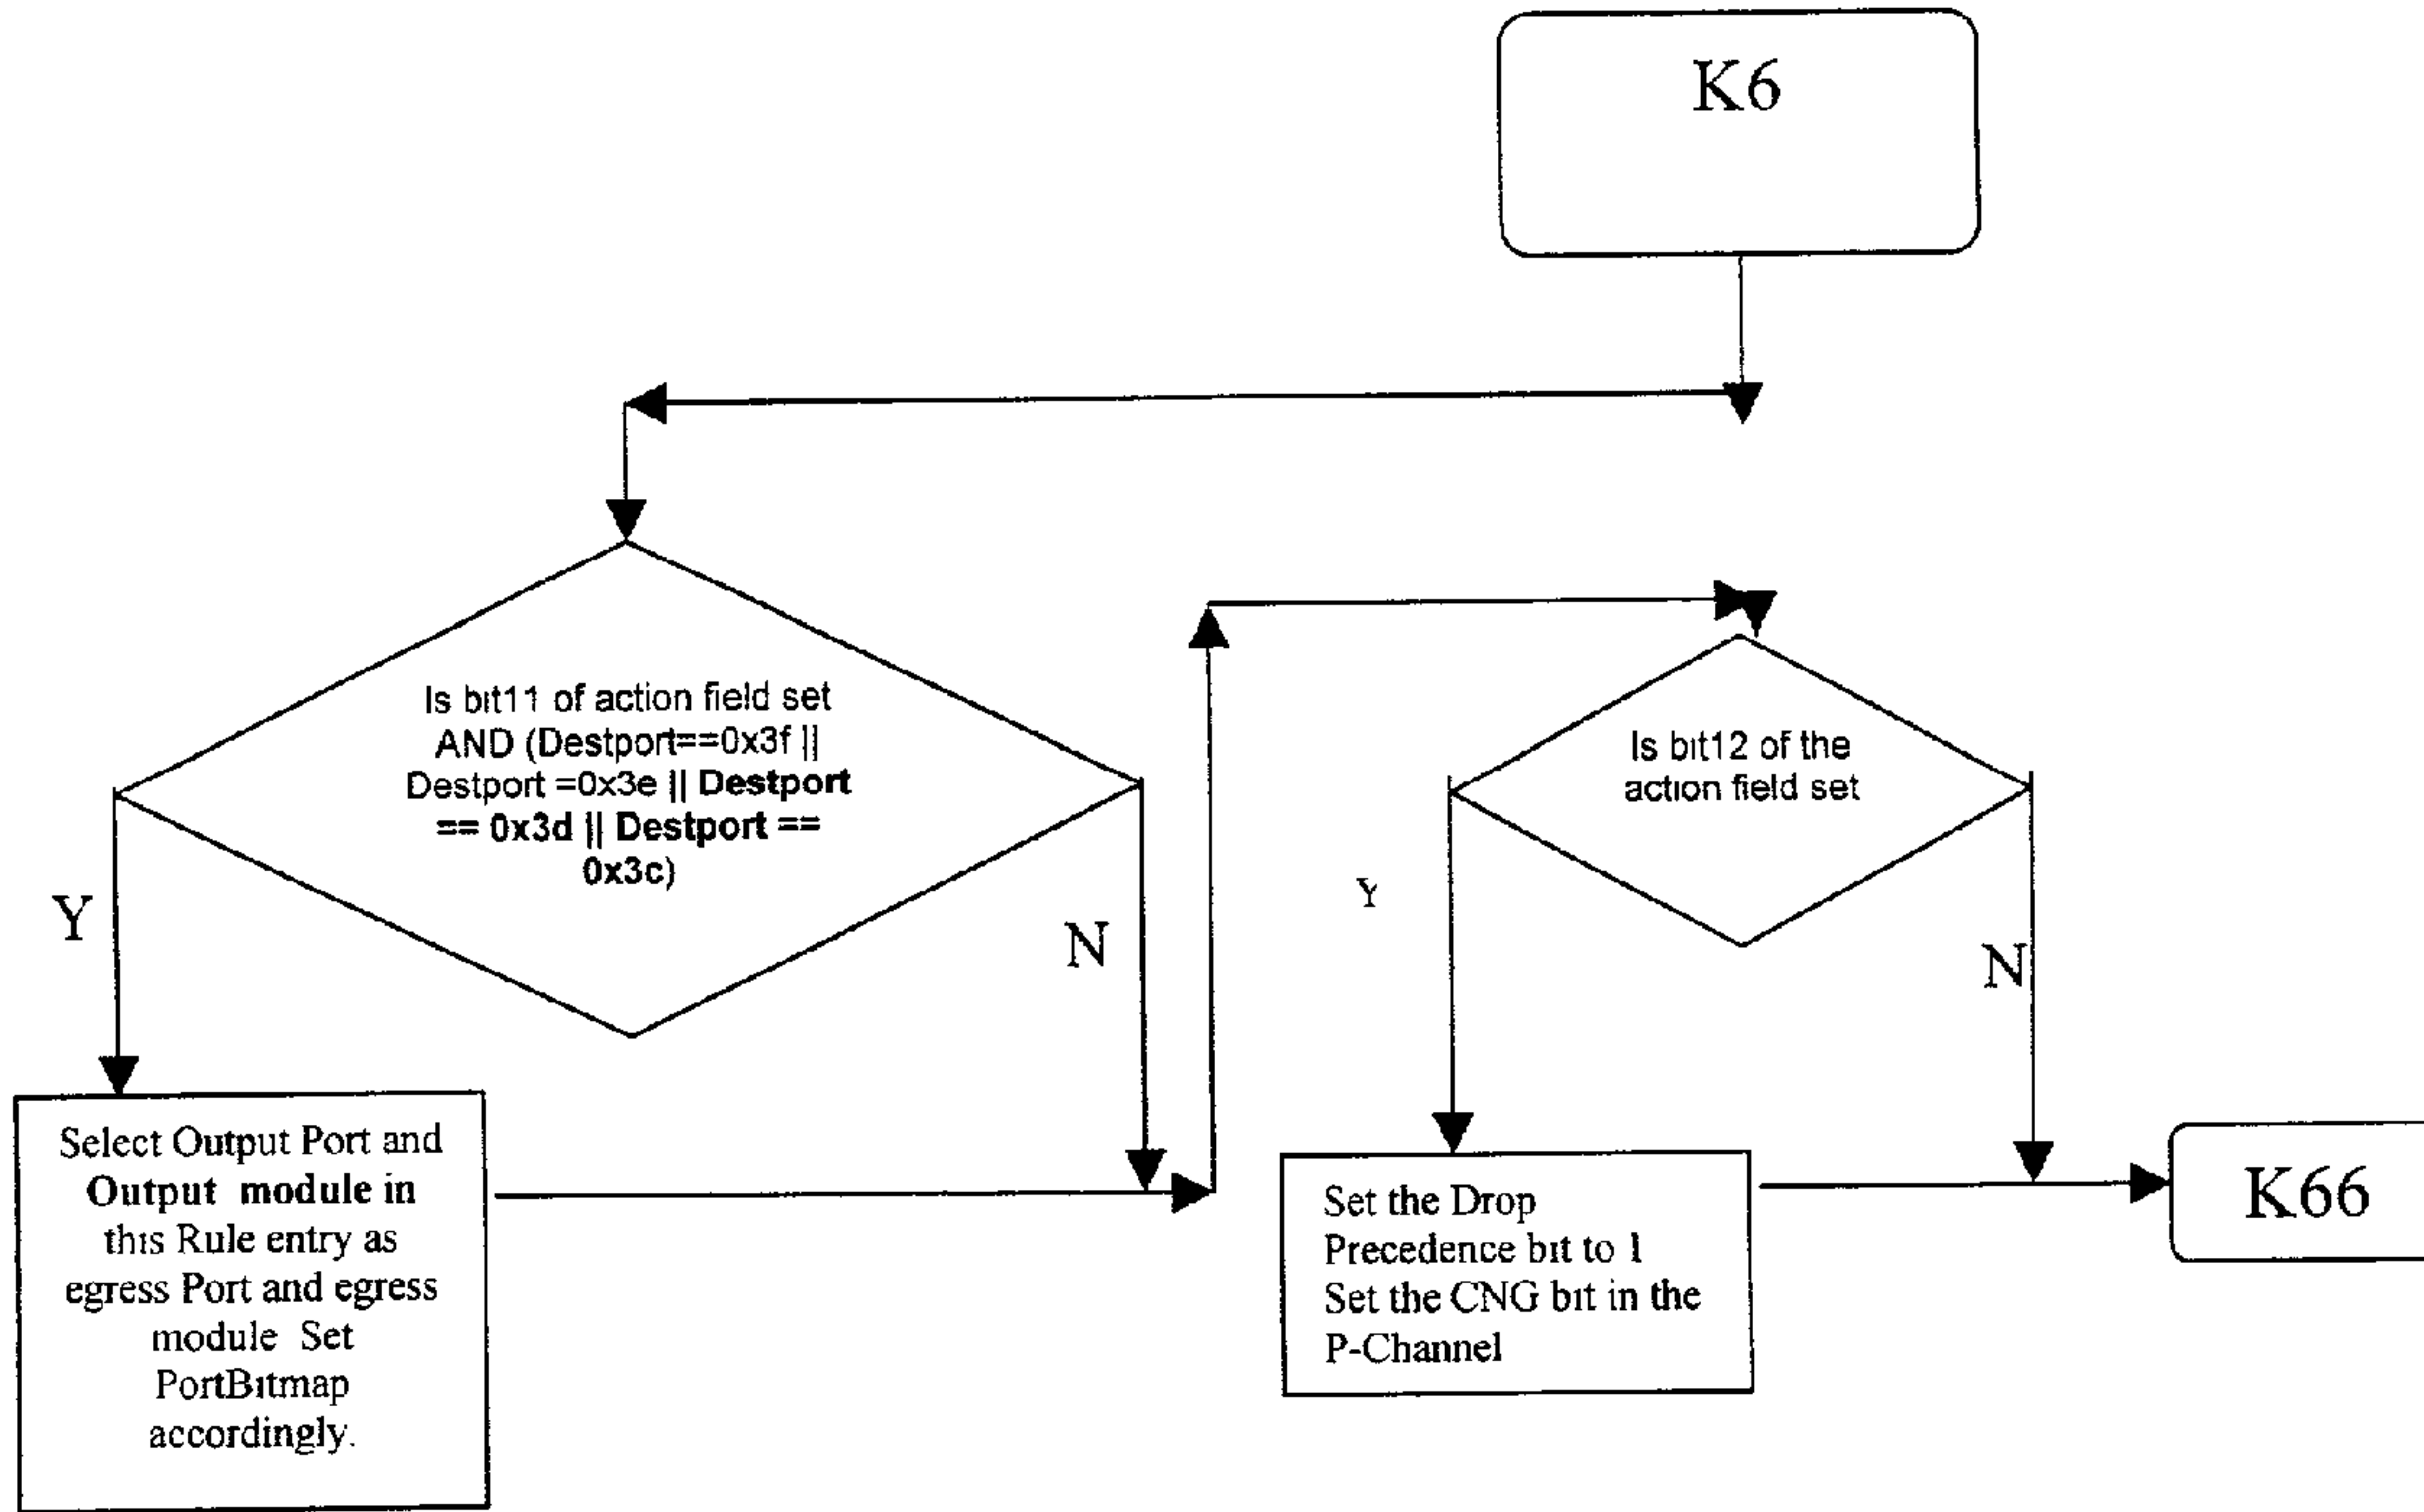 K6
Is bit11 of action field set
AND (Destport==0x3f ||
Destport =0x3e || Destport
== 0x3d || Destport ==
0x3c)
Y
N
Select Output Port and
Output module in
this Rule entry as
egress Port and egress
module Set
PortBitmap
accordingly.
Is bit12 of the
action field set
Y
N
Set the Drop
Precedence bit to 1
Set the CNG bit in the
P-Channel
K66